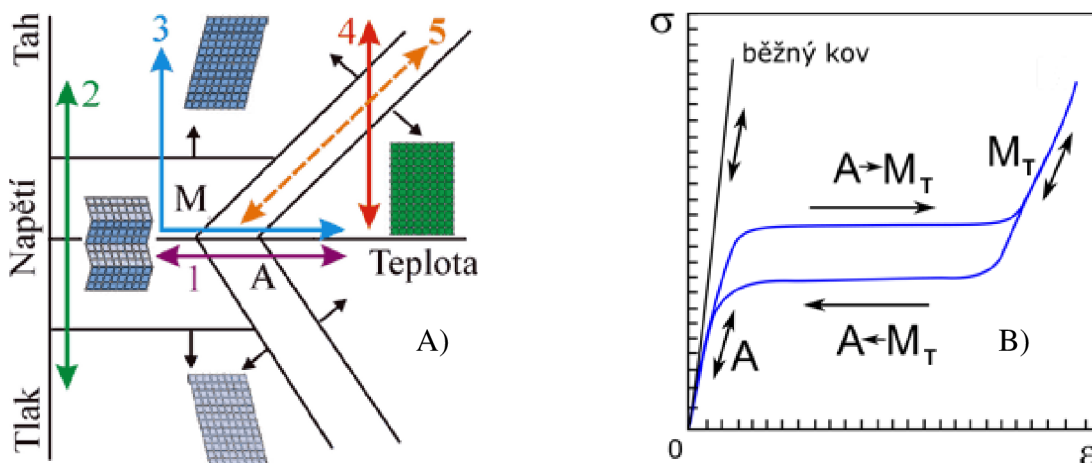 Tah
Napětí
Tlak
2
3
4
5
M
1
A
Teplota
A)
σ
běžný kov
A→M_T
M_T
A←M_T
A
B)
0
ε